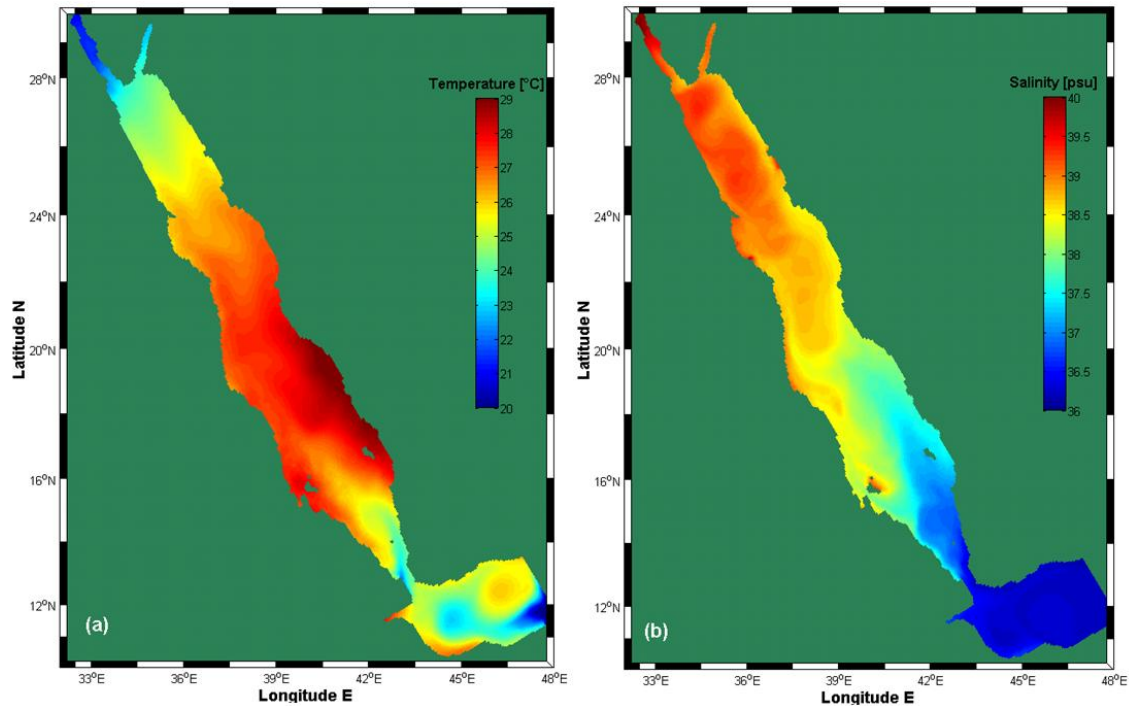 Temperature [°C]
29
28
27
26
25
24
23
22
21
20
28°N
24°N
20°N
16°N
12°N
Latitude N
(a)
33°E
36°E
39°E
42°E
45°E
48°E
Longitude E
Salinity [psu]
40
39.5
39
38.5
38
37.5
37
36.5
36
28°N
24°N
20°N
16°N
12°N
Latitude N
(b)
33°E
36°E
39°E
42°E
45°E
48°E
Longitude E